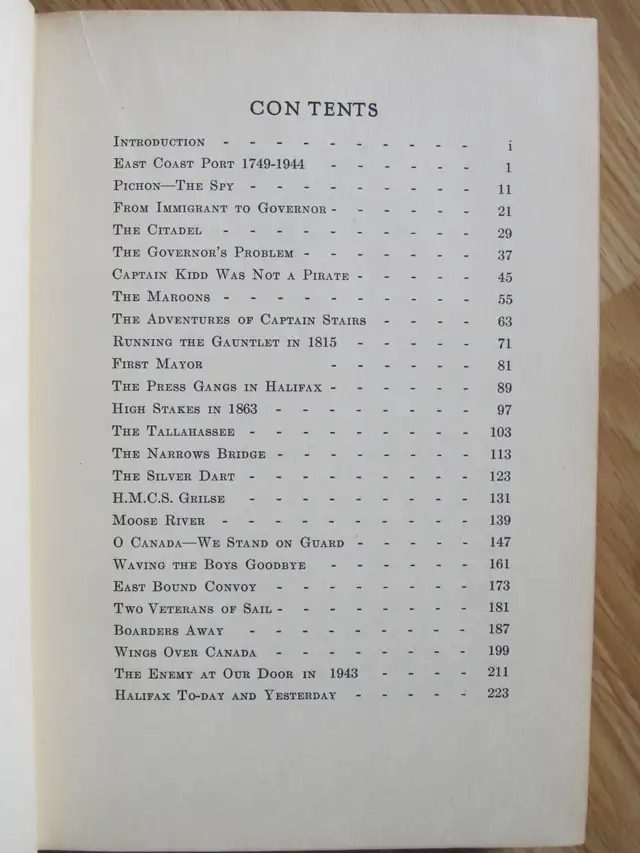 CONTENTS
INTRODUCTION - - - - - - - - - - i
EAST COAST PORT 1749-1944 - - - - - - 1
PICHON—THE SPY - - - - - - - - - 11
FROM IMMIGRANT TO GOVERNOR - - - - - - 21
THE CITADEL - - - - - - - - - - 29
THE GOVERNOR'S PROBLEM - - - - - - - 37
CAPTAIN KIDD WAS NOT A PIRATE - - - - - 45
THE MAROONS - - - - - - - - - - 55
THE ADVENTURES OF CAPTAIN STAIRS - - - - 63
RUNNING THE GAUNTLET IN 1815 - - - - - 71
FIRST MAYOR - - - - - - 81
THE PRESS GANGS IN HALIFAX - - - - - - 89
HIGH STAKES IN 1863 - - - - - - - - 97
THE TALLAHASSEE - - - - - - - - - 103
THE NARROWS BRIDGE - - - - - - - - 113
THE SILVER DART - - - - - - - - - 123
H.M.C.S. GRILSE - - - - - - - - - 131
MOOSE RIVER - - - - - - - - - - 139
O CANADA—WE STAND ON GUARD - - - - - 147
WAVING THE BOYS GOODBYE - - - - - - 161
EAST BOUND CONVOY - - - - - - - - 173
TWO VETERANS OF SAIL - - - - - - - - 181
BOARDERS AWAY - - - - - - - - - 187
WINGS OVER CANADA - - - - - - - - 199
THE ENEMY AT OUR DOOR IN 1943 - - - - 211
HALIFAX TO-DAY AND YESTERDAY - - - - - 223